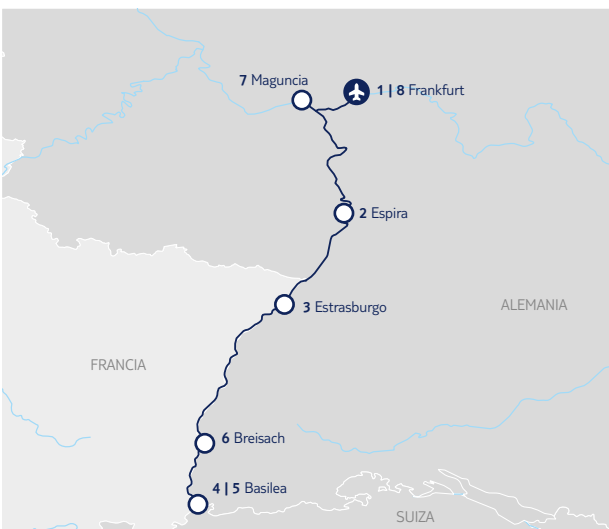 7 Maguncia
1 | 8 Frankfurt
2 Espira
3 Estrasburgo
ALEMANIA
FRANCIA
6 Breisach
4 | 5 Basilea
SUIZA